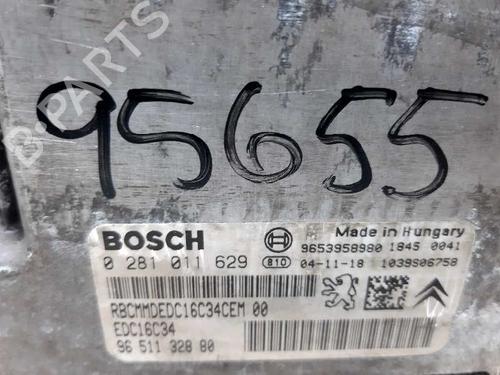 B-PARTS
95655
BOSCH
Made in Hungary
9653958980 1845 0041
0 281 011 629
810
04-11-18 1039S06758
RBCMMDEDC16C34CEM 00
EDC16C34
96 511 328 80